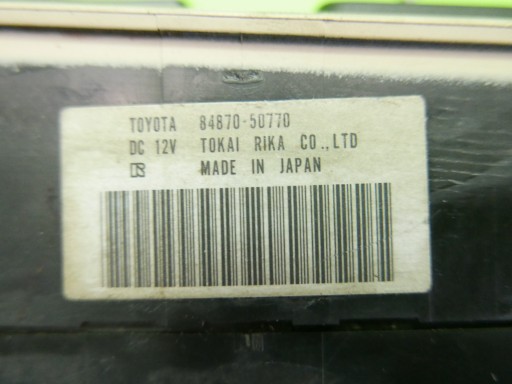 TOYOTA 84870-50770
DC 12V TOKAI RIKA CO.,LTD
MADE IN JAPAN